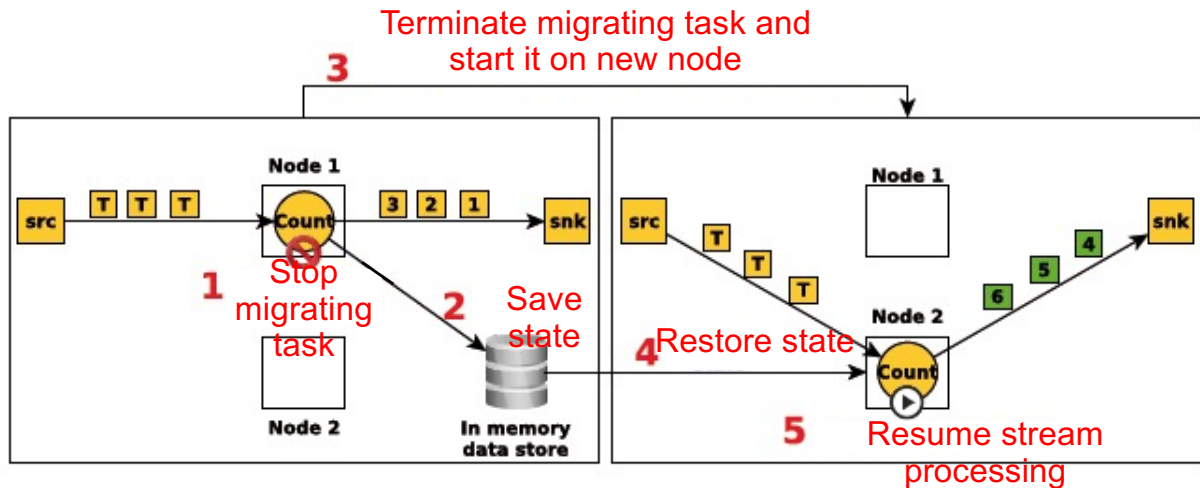 Terminate migrating task and
start it on new node
3
Node 1
src
T T T
Count
3 2 1
snk
1
Stop
migrating
task
2
Save
state
Node 2
In memory
data store
Node 1
src
T
T
T
4
5
6
snk
Node 2
4
Restore state
Count
5
Resume stream
processing